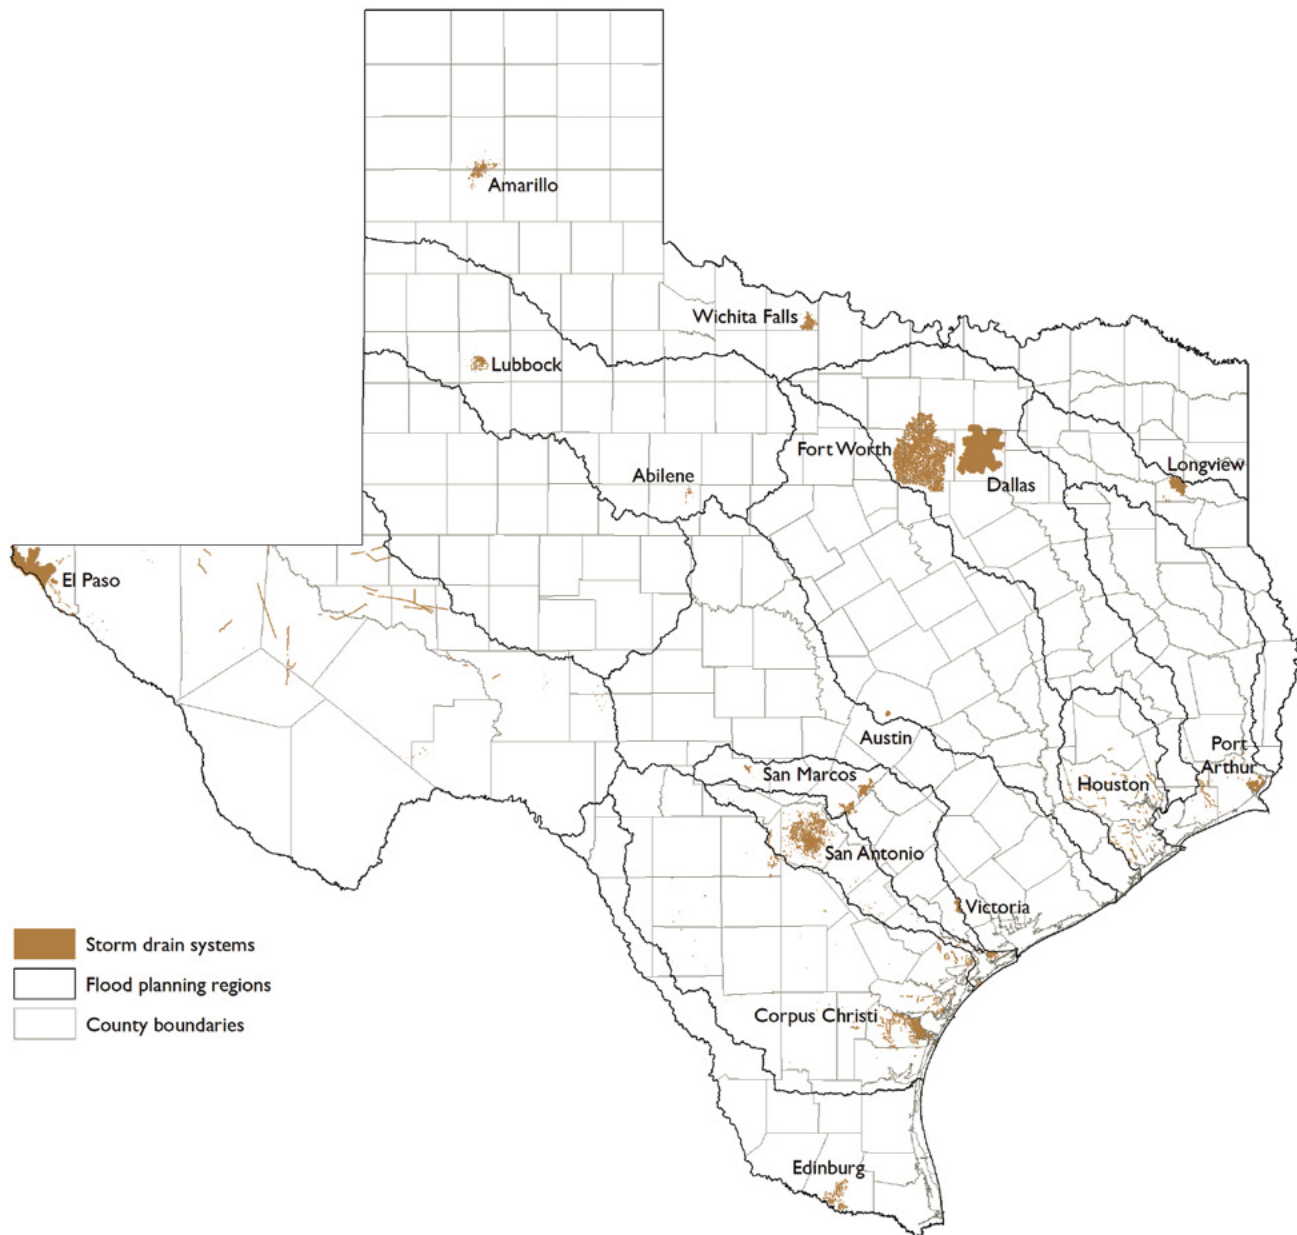 Amarillo
Wichita Falls
Lubbock
Fort Worth
Longview
Abilene
Dallas
El Paso
Austin
Port
Arthur
San Marcos
Houston
San Antonio
Victoria
Storm drain systems
Flood planning regions
Corpus Christi
County boundaries
Edinburg